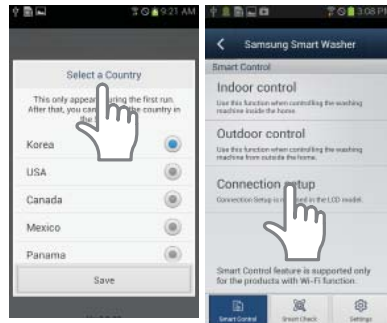 9:21 AM
Select a Country
This only appears during the first run.
After that, you can the country in
the
Korea
USA
Canada
Mexico
Panama
Save
3:08 PM
Samsung Smart Washer
Smart Control
Indoor control
Use this function when controlling the washing
machine inside the home.
Outdoor control
Use this function when controlling the washing
machine from outside the home.
Connection setup
Connection Setup is in the LCD model.
Smart Control feature is supported only
for the products with Wi-Fi function.
Smart Control
Smart Check
Settings